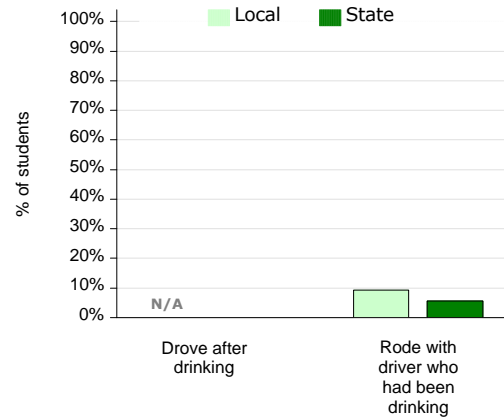 Local State
100%
90%
80%
70%
60%
50%
40%
30%
20%
10%
0%
% of students
N/A
Drove after
drinking
Rode with
driver who
had been
drinking